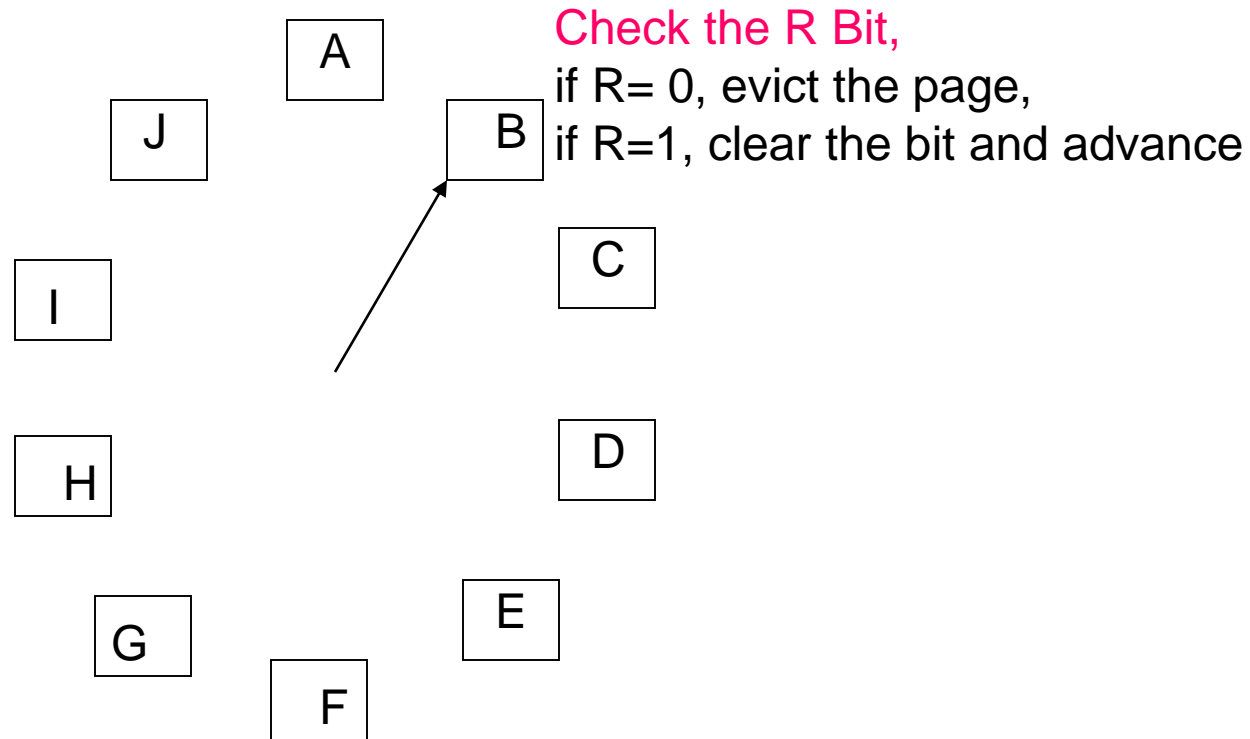 Check the R Bit,
if R= 0, evict the page,
if R=1, clear the bit and advance
A
J
B
C
I
D
H
E
G
F